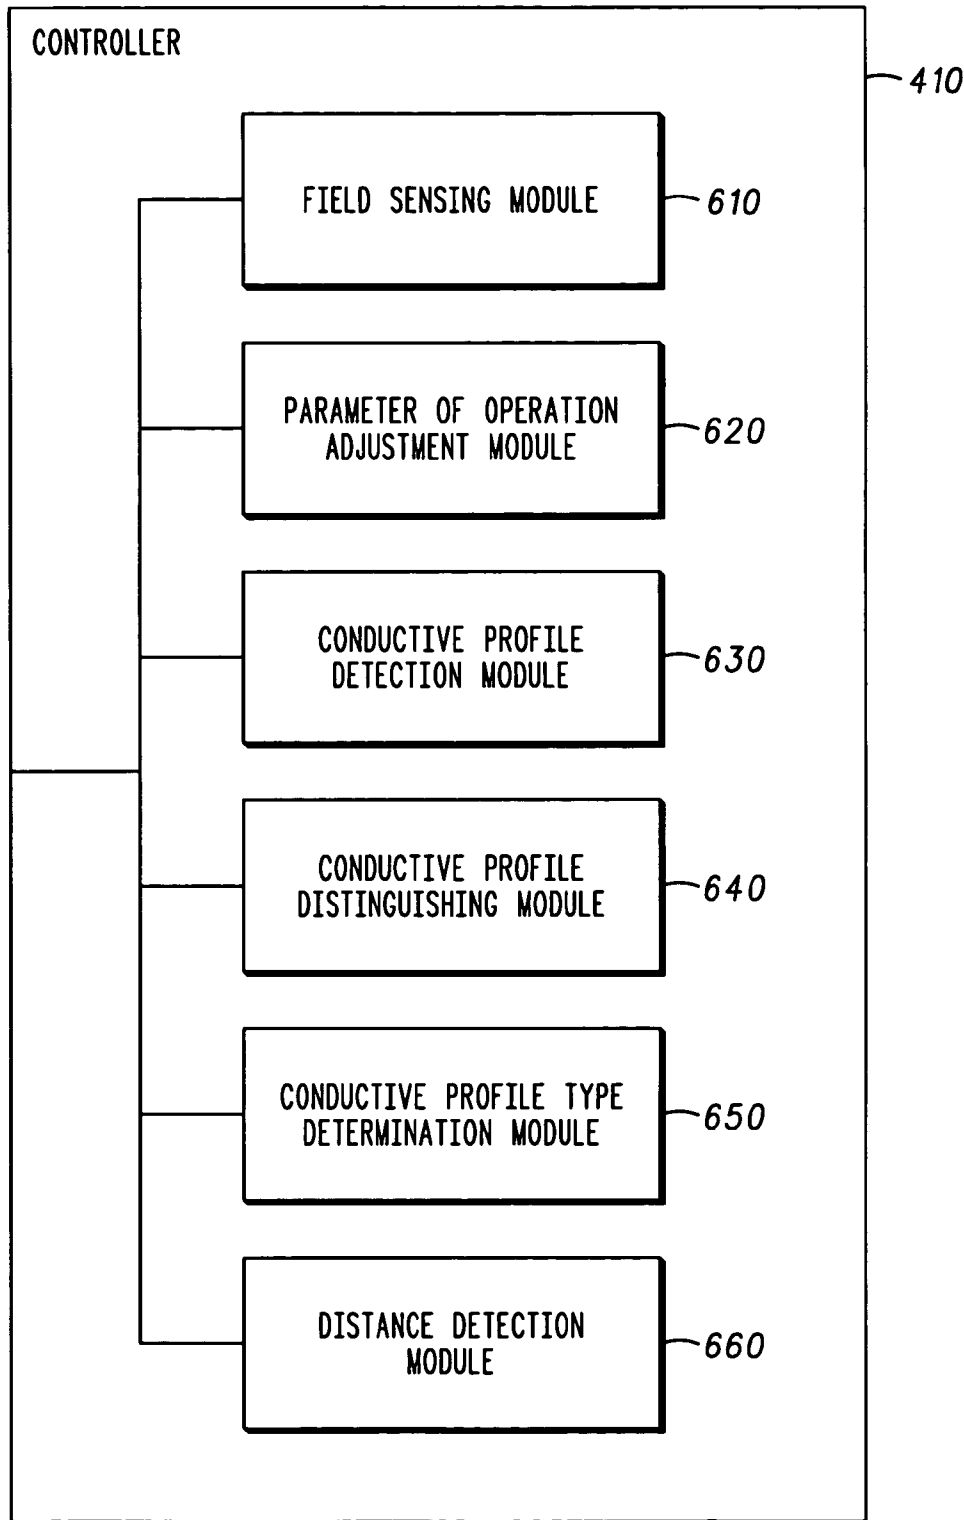 CONTROLLER
410
FIELD SENSING MODULE
610
PARAMETER OF OPERATION
ADJUSTMENT MODULE
620
CONDUCTIVE PROFILE
DETECTION MODULE
630
CONDUCTIVE PROFILE
DISTINGUISHING MODULE
640
CONDUCTIVE PROFILE TYPE
DETERMINATION MODULE
650
DISTANCE DETECTION
MODULE
660